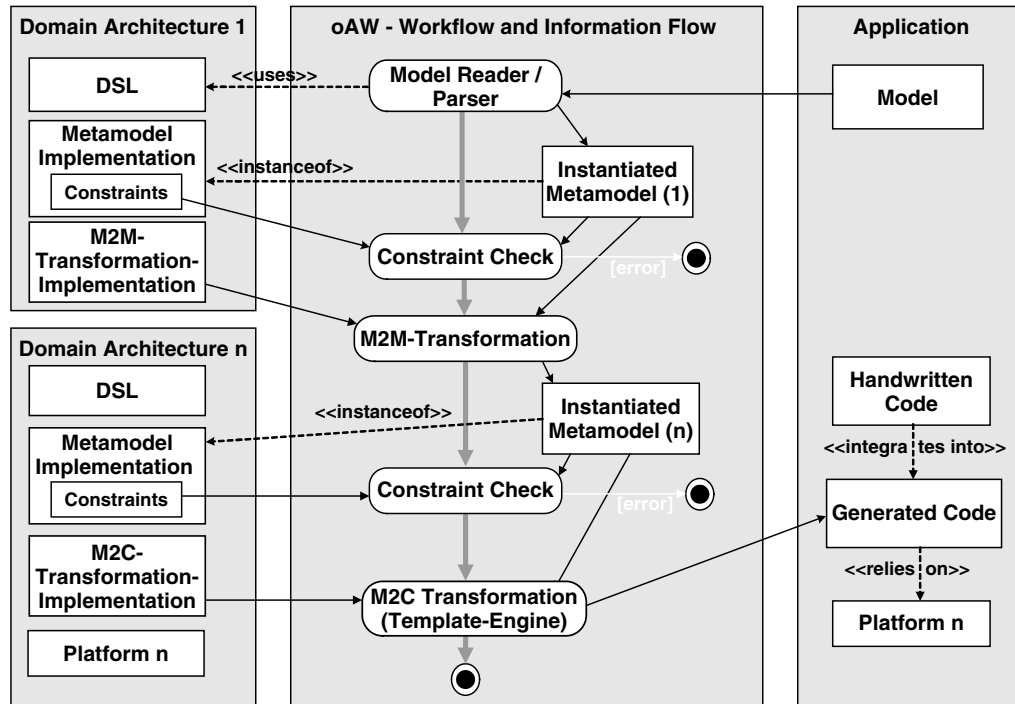 Domain Architecture 1
DSL
Metamodel
Implementation
Constraints
M2M-
Transformation-
Implementation
Domain Architecture n
DSL
Metamodel
Implementation
Constraints
M2C-
Transformation-
Implementation
Platform n
oAW - Workflow and Information Flow
<<uses>>
Model Reader /
Parser
<<instanceof>>
Instantiated
Metamodel (1)
Constraint Check
[error]
M2M-Transformation
<<instanceof>>
Instantiated
Metamodel (n)
Constraint Check
[error]
M2C Transformation
(Template-Engine)
Application
Model
Handwritten
Code
<<integra tes into>>
Generated Code
<<relies on>>
Platform n